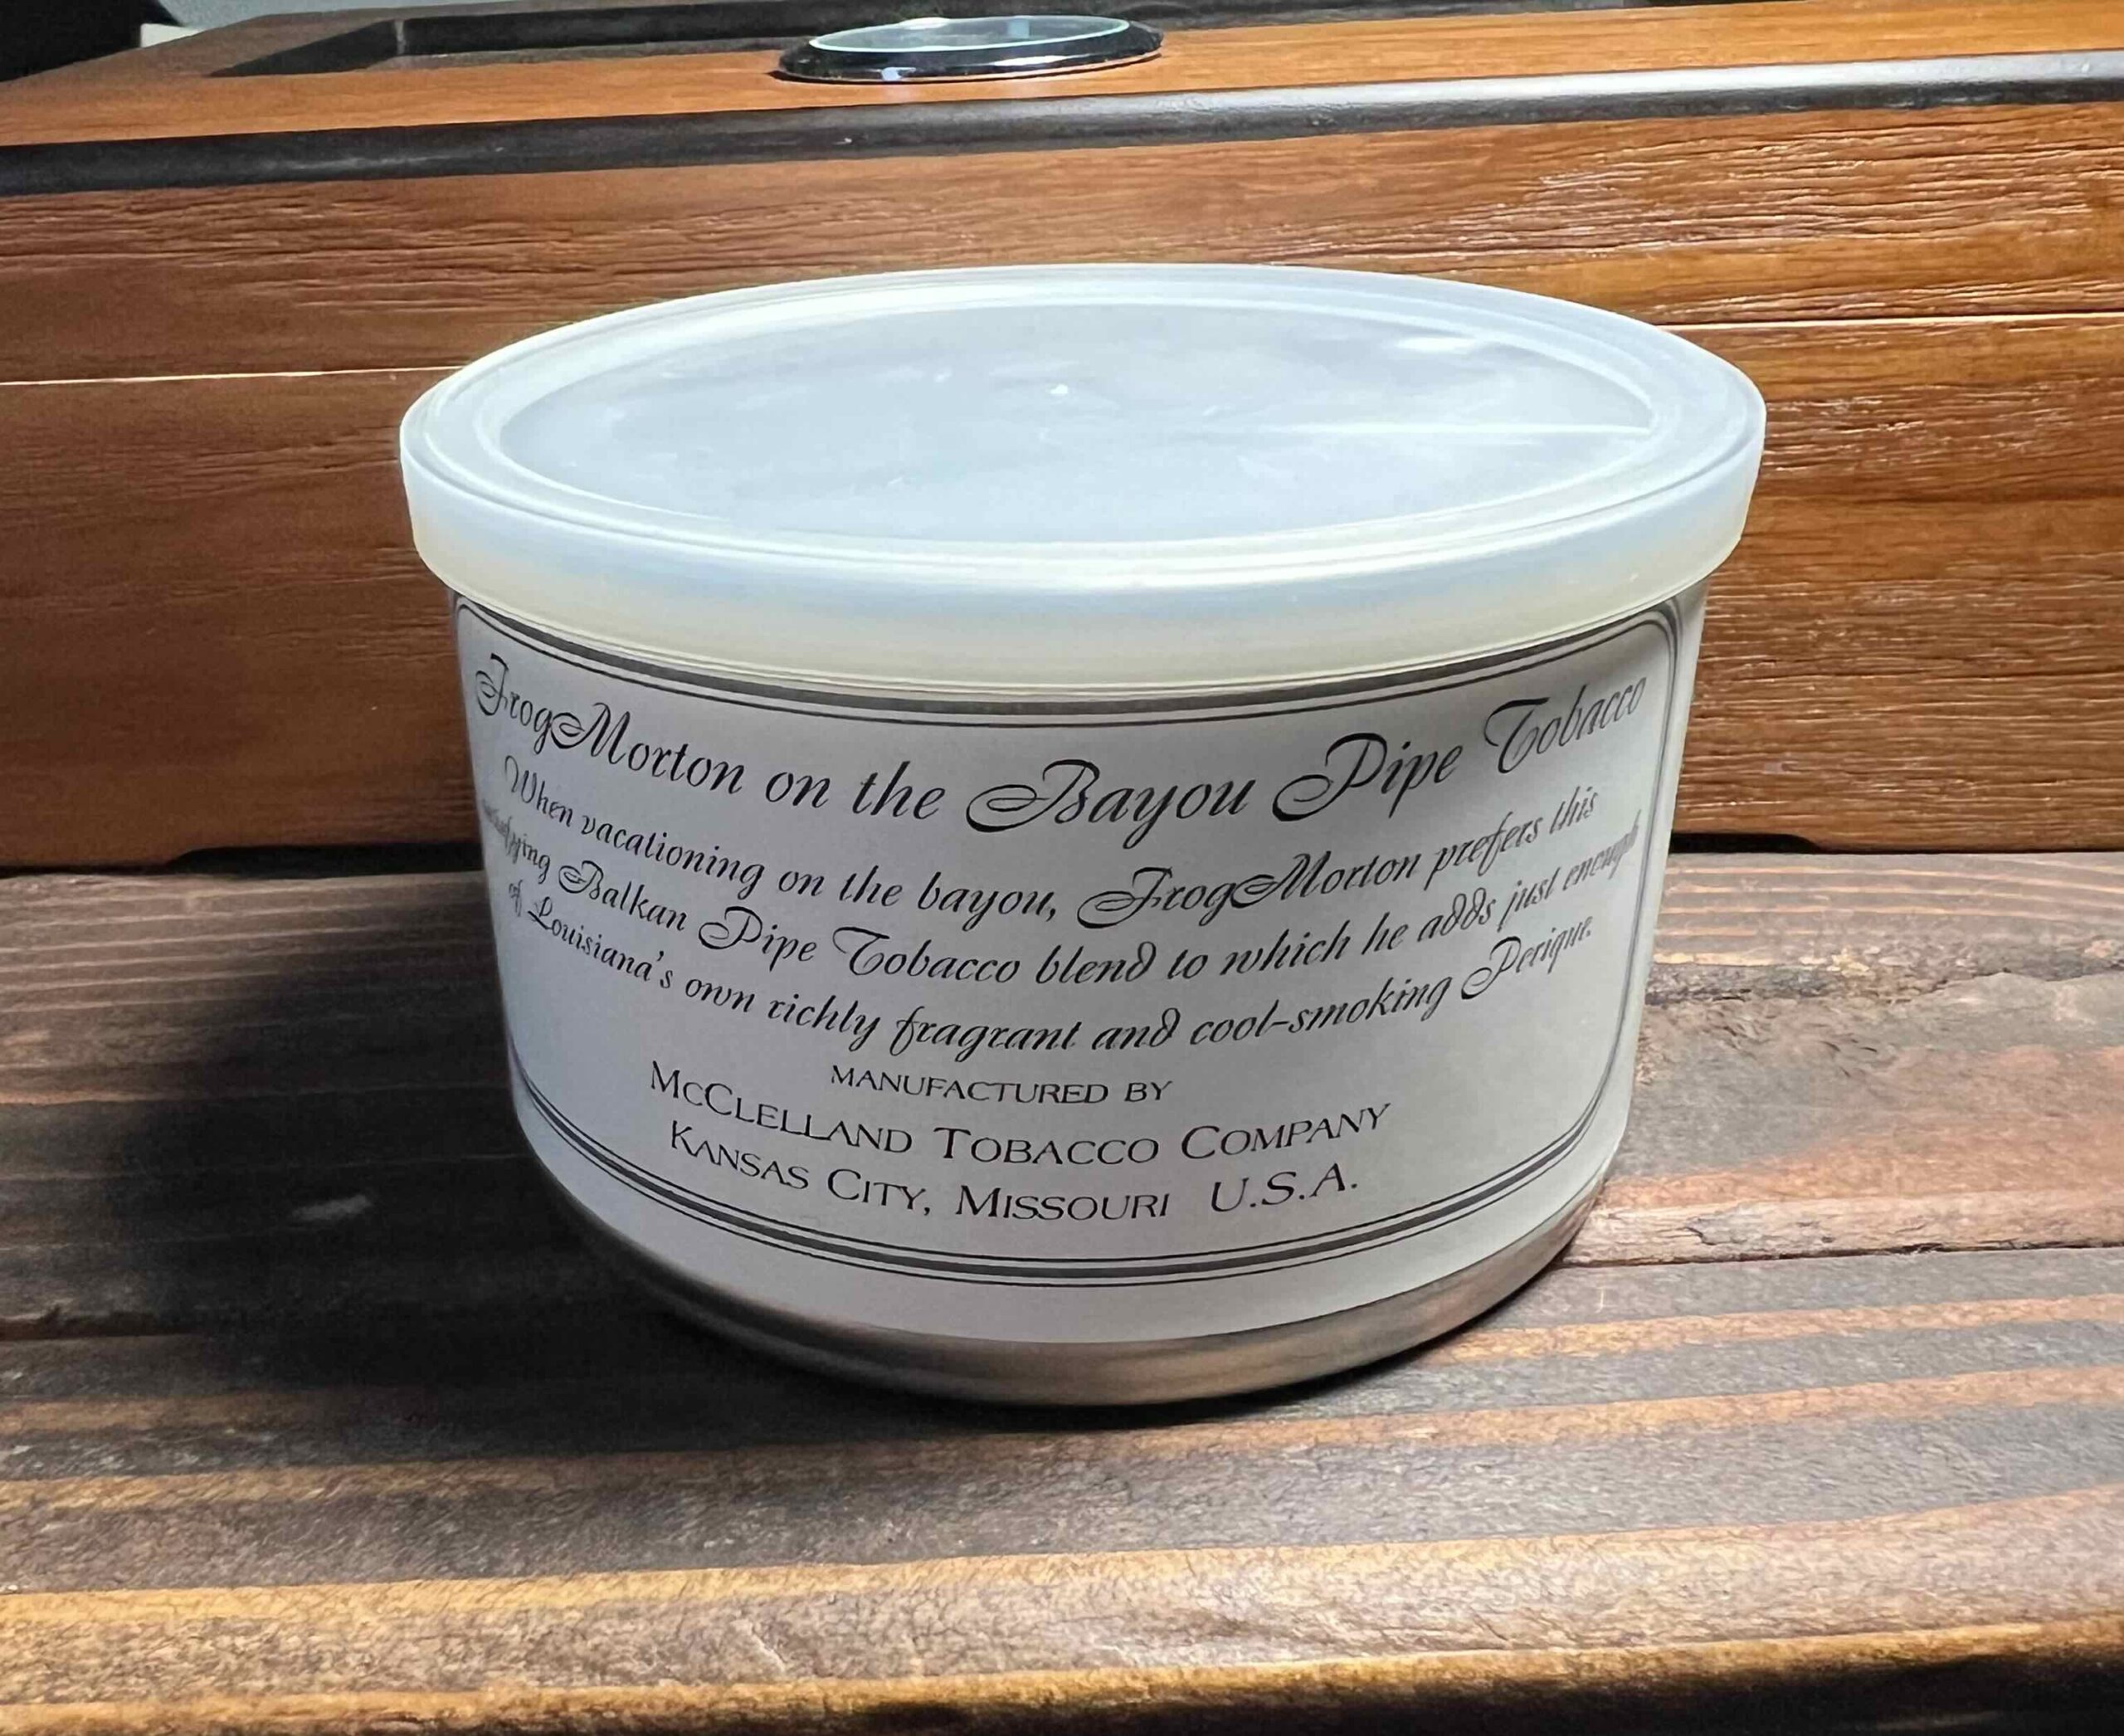 FrogMorton on the Bayou Pipe Tobacco
When vacationing on the bayou, FrogMorton prefers this
Balkan Pipe Tobacco blend to which he adds just enough
of Louisiana's own richly fragrant and cool-smoking Perique.
MANUFACTURED BY
McCLELLAND TOBACCO COMPANY
KANSAS CITY, MISSOURI U.S.A.